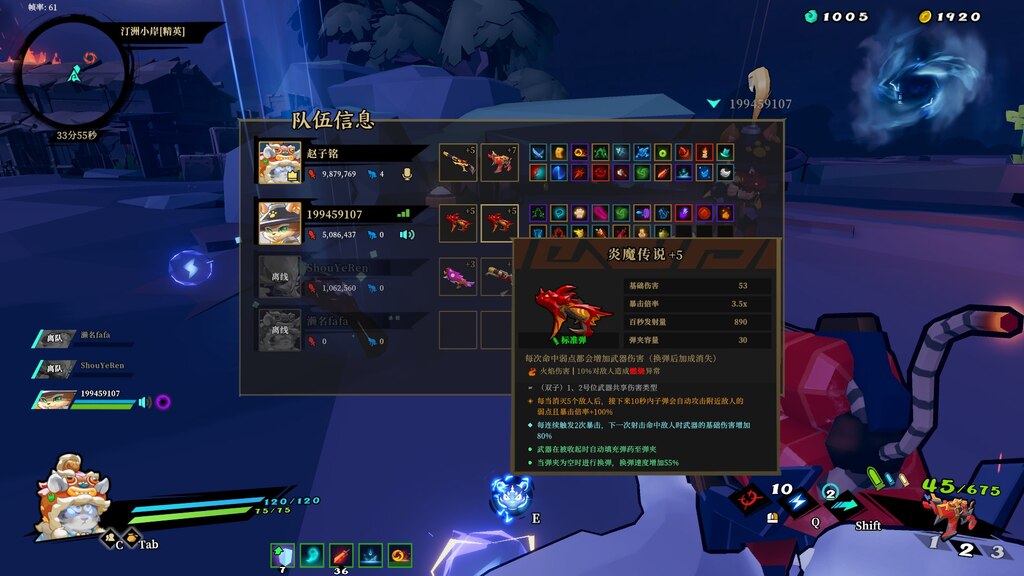 帧率: 61
汀洲小岸[精英]
33分55秒
1005
1920
199459107
队伍信息
赵子铭
9,879,769
4
+5
+7
199459107
5,086,437
0
+5
+5
离线
ShouYeRen
1,062,560
0
+3
离线
瀬名fafa
0
0
炎魔传说 +5
标准弹
基础伤害 53
暴击倍率 3.5x
百秒发射量 890
弹夹容量 30
每次命中弱点都会增加武器伤害（换弹后加成消失）
火焰伤害 | 10%对敌人造成燃烧异常
（双子）1、2号位武器共享伤害类型
每当消灭5个敌人后，接下来10秒内子弹会自动攻击附近敌人的
弱点且暴击倍率+100%
每连续触发2次暴击，下一次射击命中敌人时武器的基础伤害增加
80%
武器在被收起时自动填充弹药至弹夹
当弹夹为空时进行换弹，换弹速度增加55%
离队
瀬名fafa
离队
ShouYeRen
199459107
120/120
75/75
C
Tab
7
36
E
10
2
Q
Shift
45/675
1
2
3